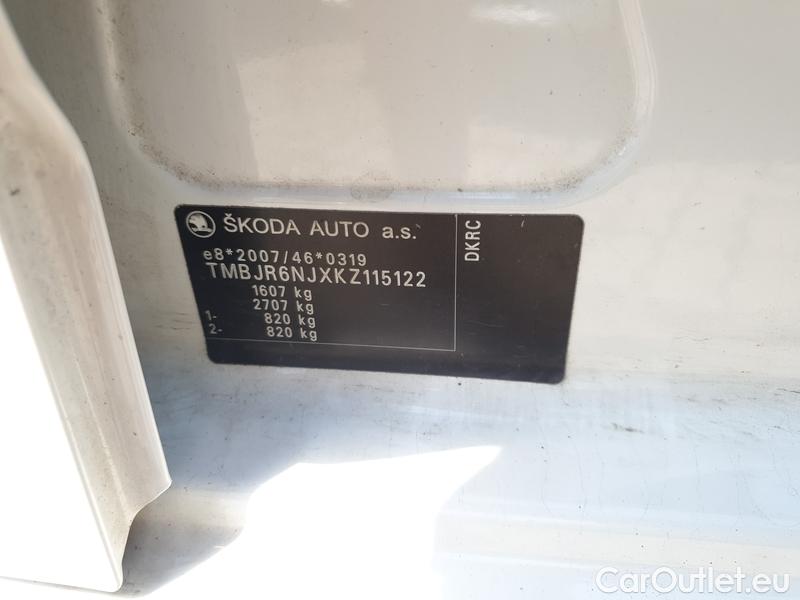 ŠKODA AUTO a.s.
e8*2007/46*0319
TMBJR6NJXKZ115122
1607 kg
2707 kg
1- 820 kg
2- 820 kg
DKRC
CarOutlet.eu